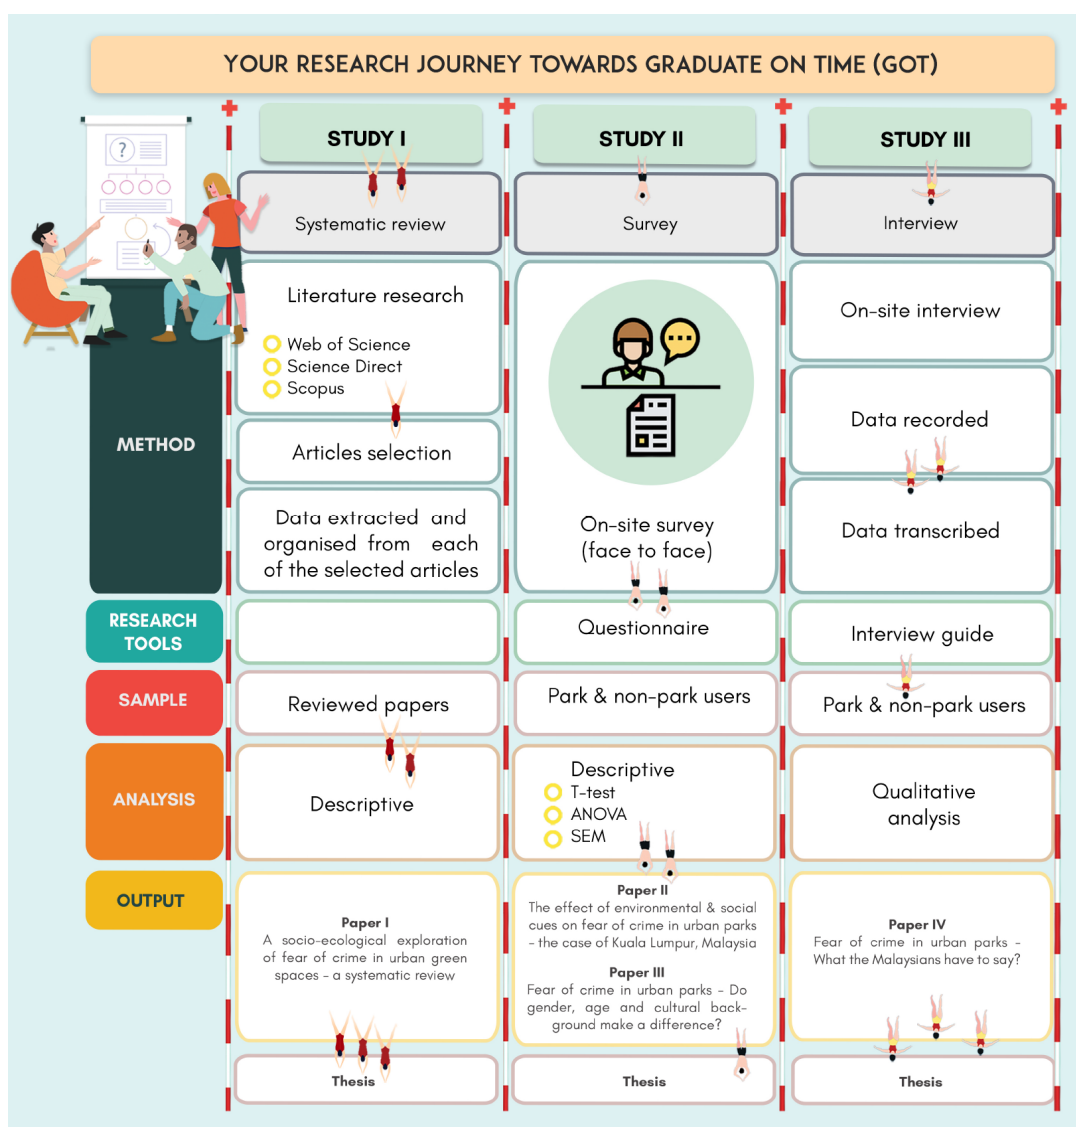 YOUR RESEARCH JOURNEY TOWARDS GRADUATE ON TIME (GOT)
STUDY I
STUDY II
STUDY III
Systematic review
Survey
Interview
METHOD
Literature research
Web of Science
Science Direct
Scopus
Articles selection
Data extracted and
organised from each
of the selected articles
On-site survey
(face to face)
On-site interview
Data recorded
Data transcribed
RESEARCH
TOOLS
Questionnaire
Interview guide
SAMPLE
Reviewed papers
Park & non-park users
Park & non-park users
ANALYSIS
Descriptive
Descriptive
T-test
ANOVA
SEM
Qualitative
analysis
OUTPUT
Paper I
A socio-ecological exploration
of fear of crime in urban green
spaces - a systematic review
Paper II
The effect of environmental & social
cues on fear of crime in urban parks
- the case of Kuala Lumpur, Malaysia
Paper III
Fear of crime in urban parks - Do
gender, age and cultural back-
ground make a difference?
Paper IV
Fear of crime in urban parks -
What the Malaysians have to say?
Thesis
Thesis
Thesis
?